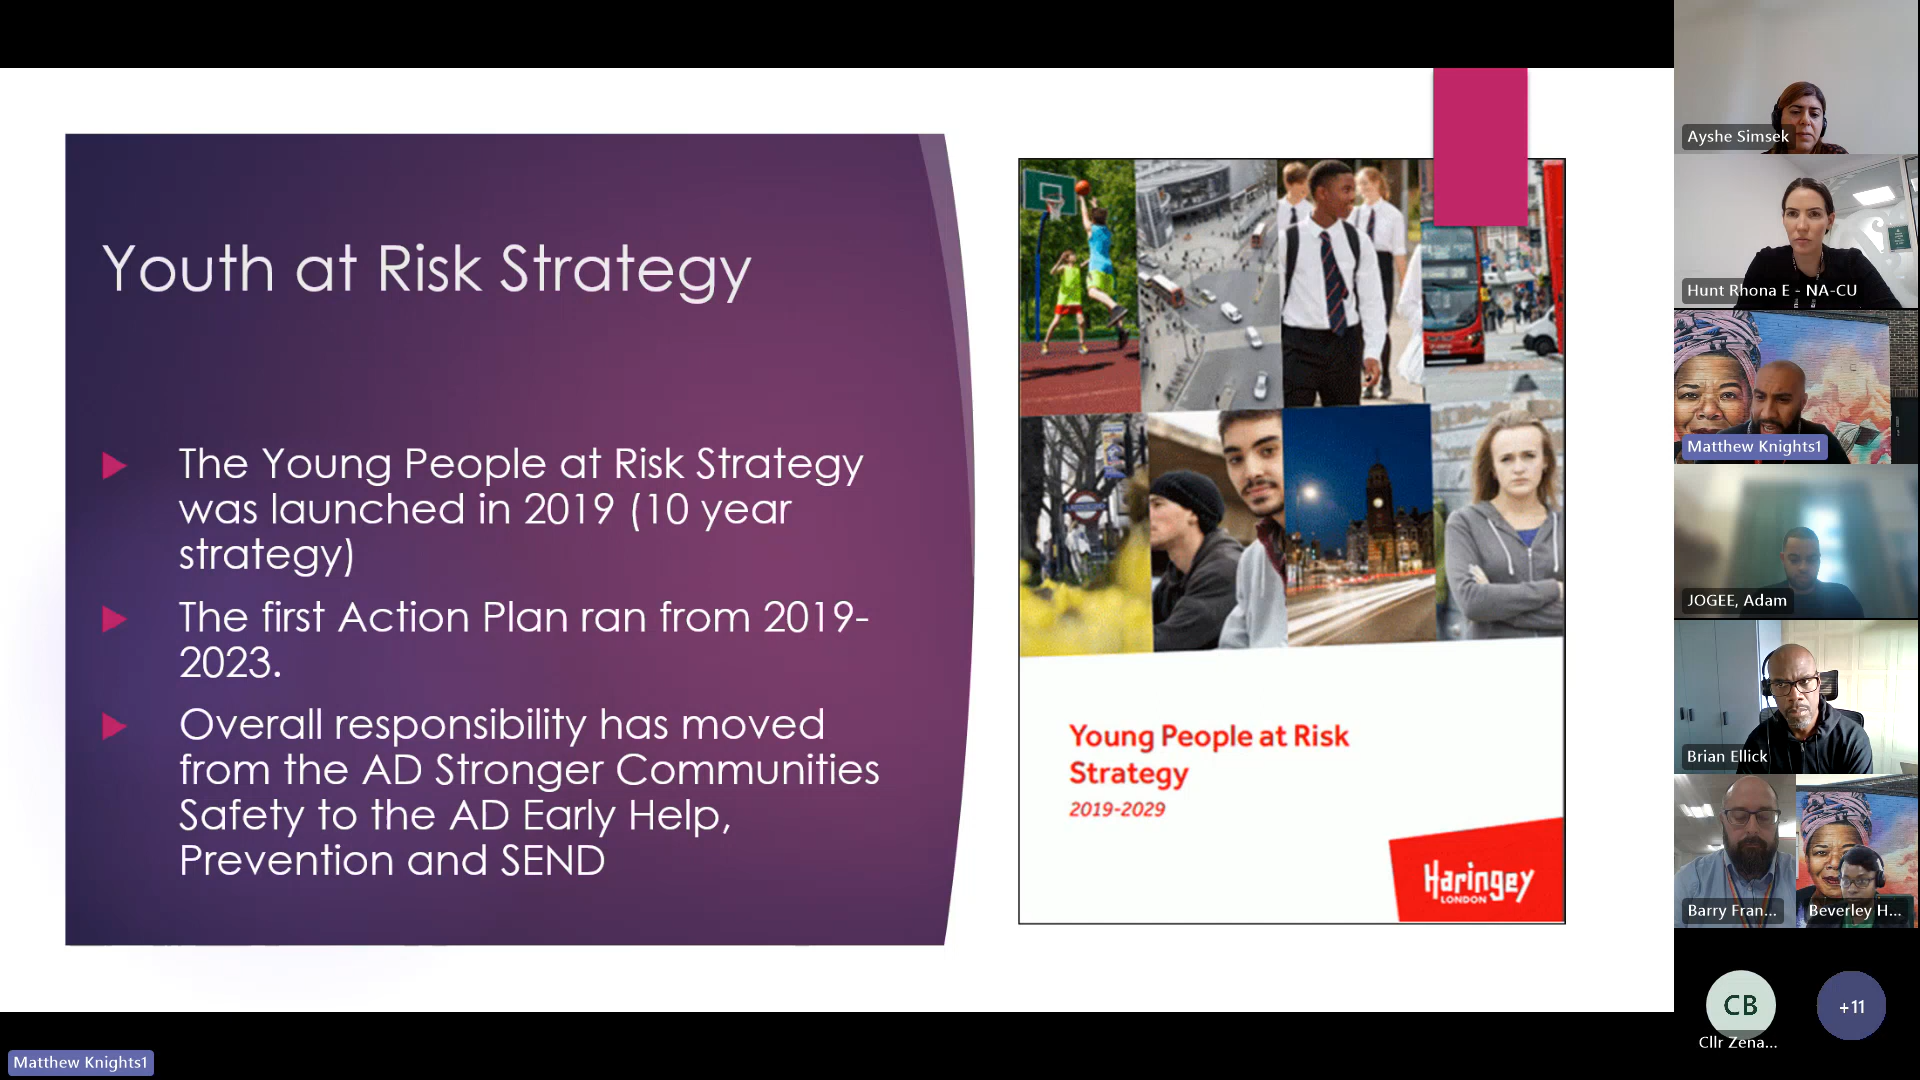 Youth at Risk Strategy
The Young People at Risk Strategy
was launched in 2019 (10 year
strategy)
The first Action Plan ran from 2019-
2023.
Overall responsibility has moved
from the AD Stronger Communities
Safety to the AD Early Help,
Prevention and SEND
Young People at Risk
Strategy
2019-2029
Haringey
LONDON
Ayshe Simsek
Hunt Rhona E - NA-CU
Matthew Knights1
JOGEE, Adam
Brian Ellick
Barry Fran...
Beverley H...
CB
+11
Cllr Zena...
Matthew Knights1